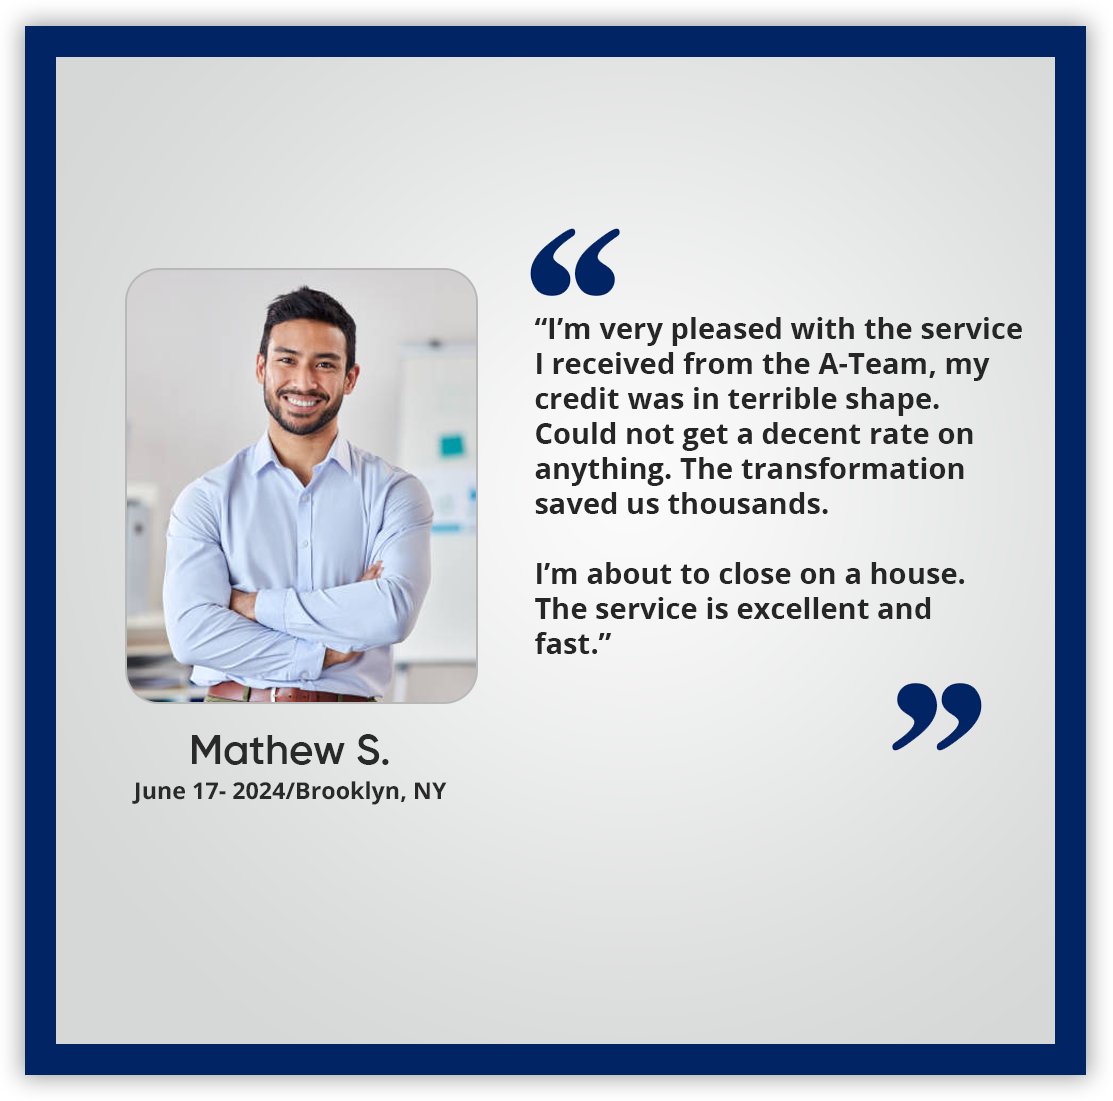 “I’m very pleased with the service
I received from the A-Team, my
credit was in terrible shape.
Could not get a decent rate on
anything. The transformation
saved us thousands.
I’m about to close on a house.
The service is excellent and
fast.”
Mathew S.
June 17- 2024/Brooklyn, NY